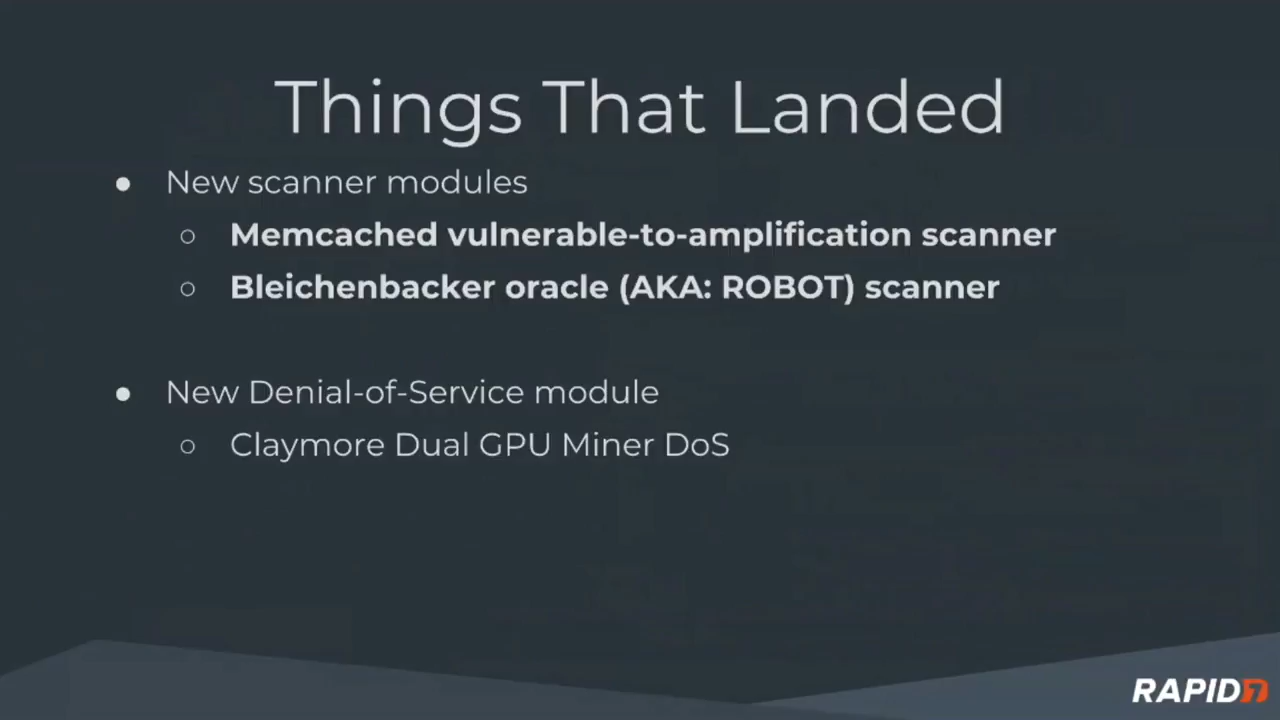 Things That Landed
● New scanner modules
○ Memcached vulnerable-to-amplification scanner
○ Bleichenbacker oracle (AKA: ROBOT) scanner
● New Denial-of-Service module
○ Claymore Dual GPU Miner DoS
RAPID7